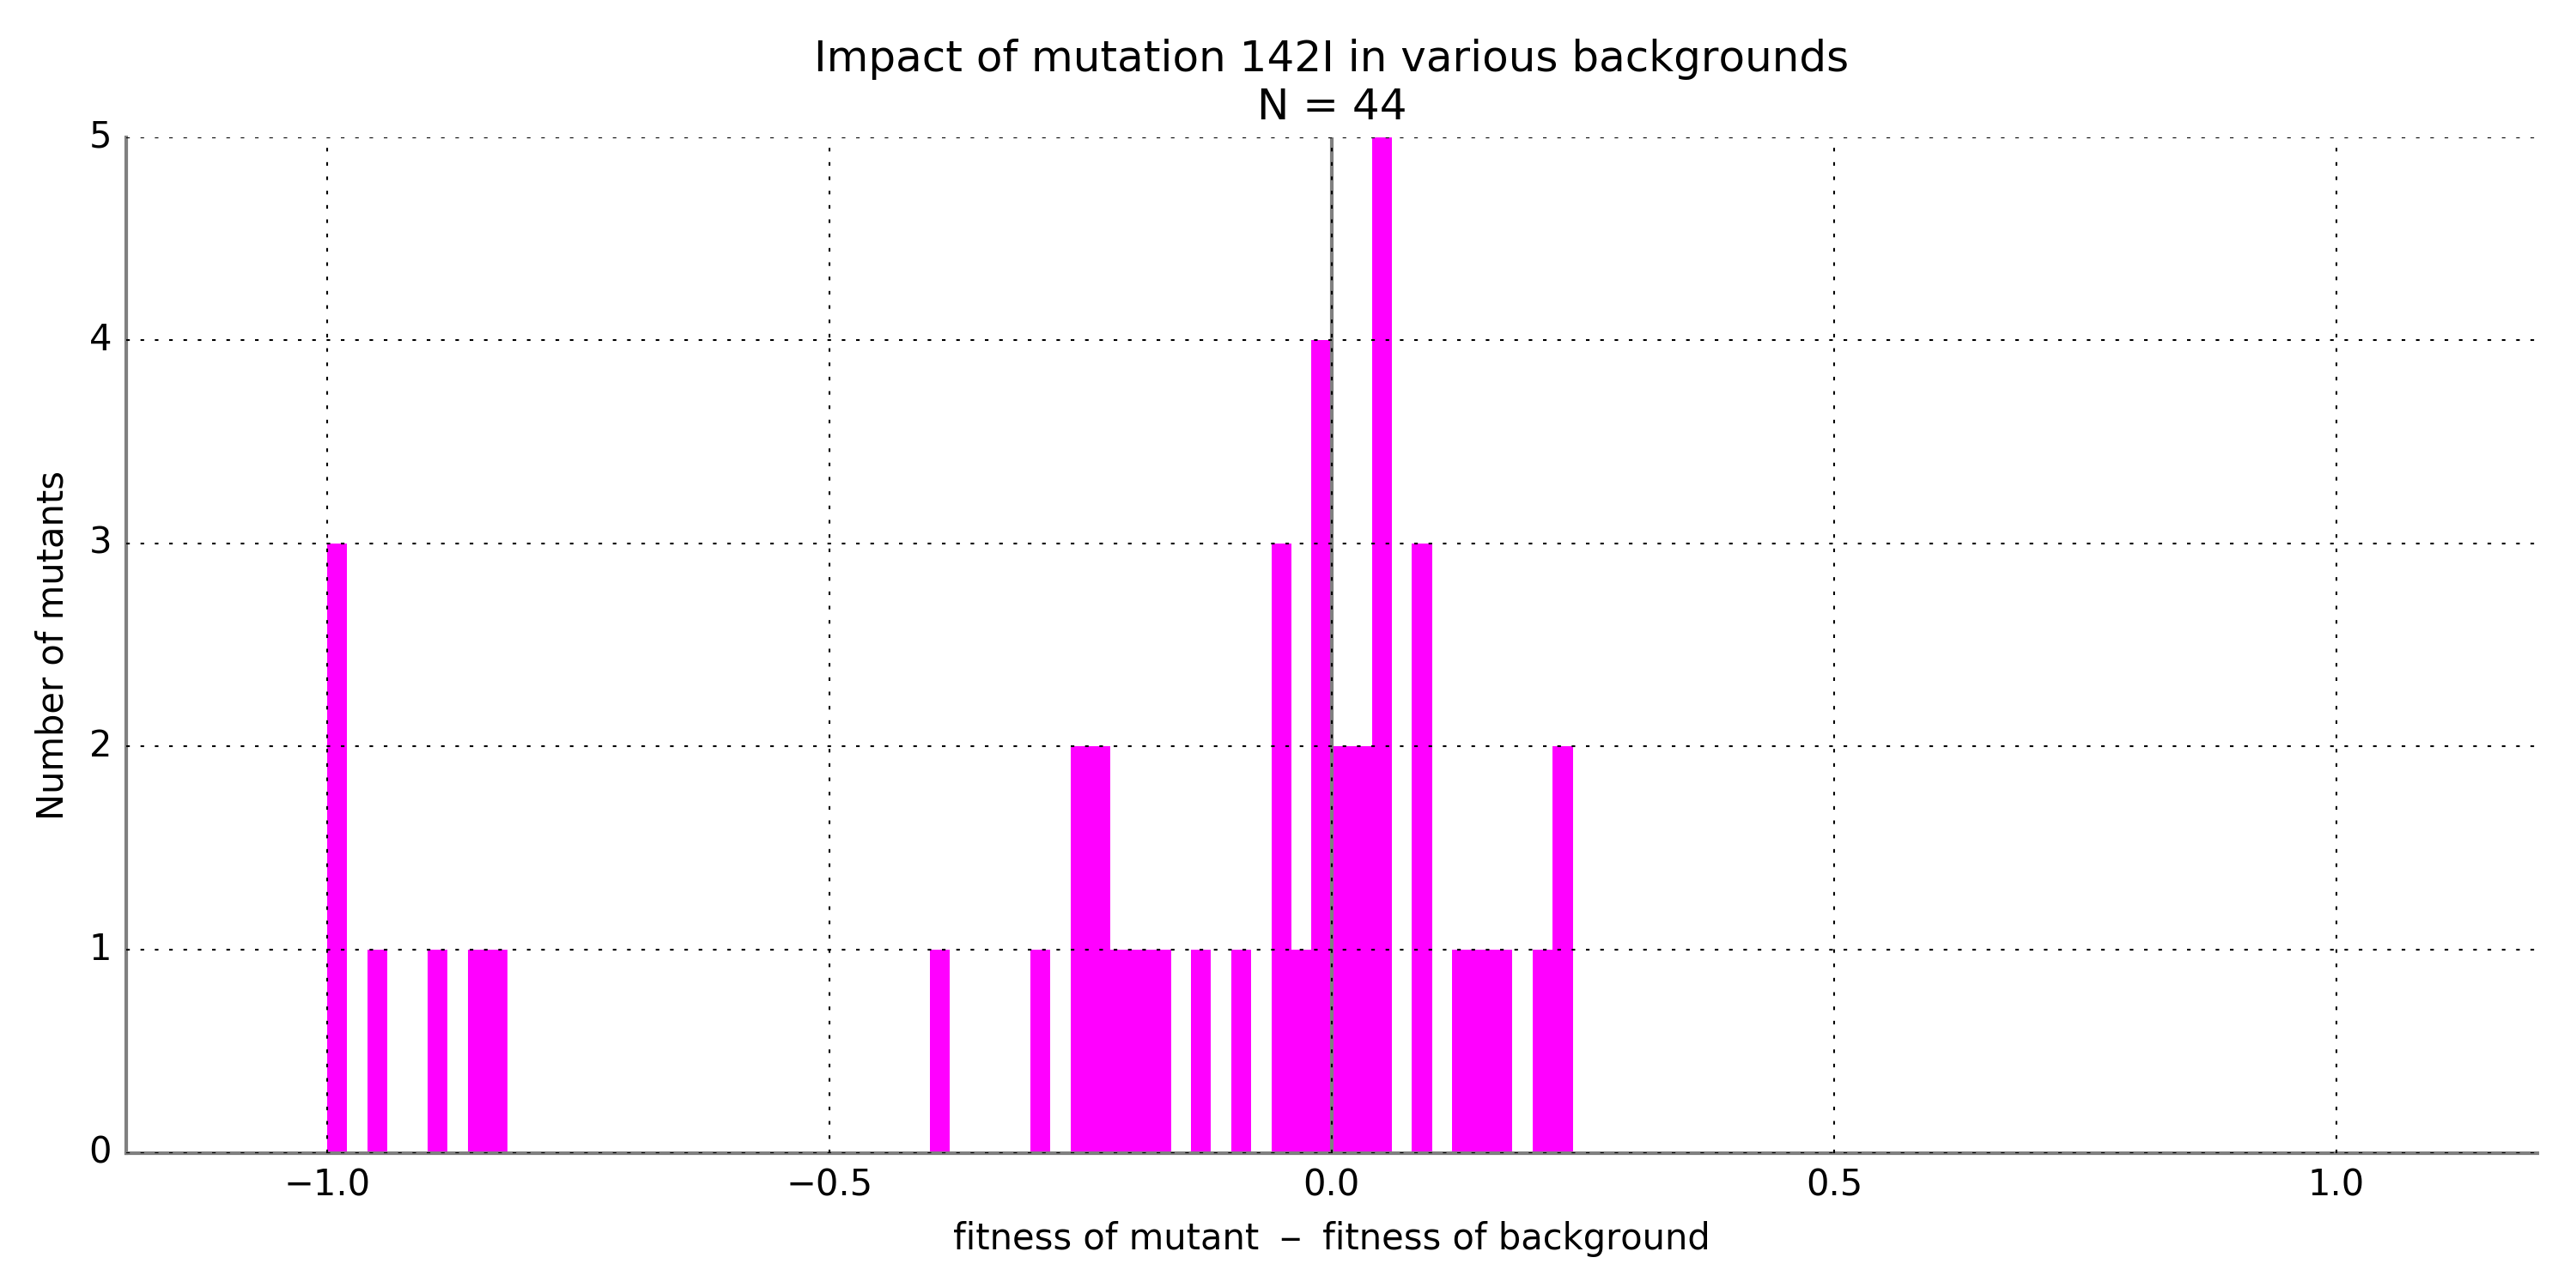 Impact of mutation 142I in various backgrounds
N = 44
5
4
3
2
1
0
Number of mutants
−1.0
−0.5
0.0
0.5
1.0
fitness of mutant – fitness of background